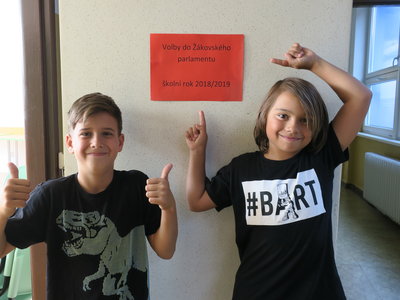 Volby do Žákovského
parlamentu
školní rok 2018/2019
#BART